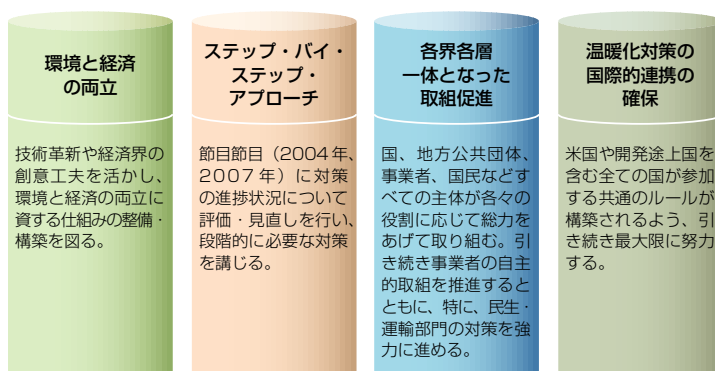 環境と経済
の両立
技術革新や経済界の
創意工夫を活かし、
環境と経済の両立に
資する仕組みの整備・
構築を図る。
ステップ・バイ・
ステップ・
アプローチ
節目節目（2004年、
2007年）に対策
の進捗状況について
評価・見直しを行い、
段階的に必要な対策
を講じる。
各界各層
一体となった
取組促進
国、地方公共団体、
事業者、国民などす
べての主体が各々の
役割に応じて総力を
あげて取り組む。引
き続き事業者の自主
的取組を推進すると
ともに、特に、民生・
運輸部門の対策を強
力に進める。
温暖化対策の
国際的連携の
確保
米国や開発途上国を
含む全ての国が参加
する共通のルールが
構築されるよう、引
き続き最大限に努力
する。